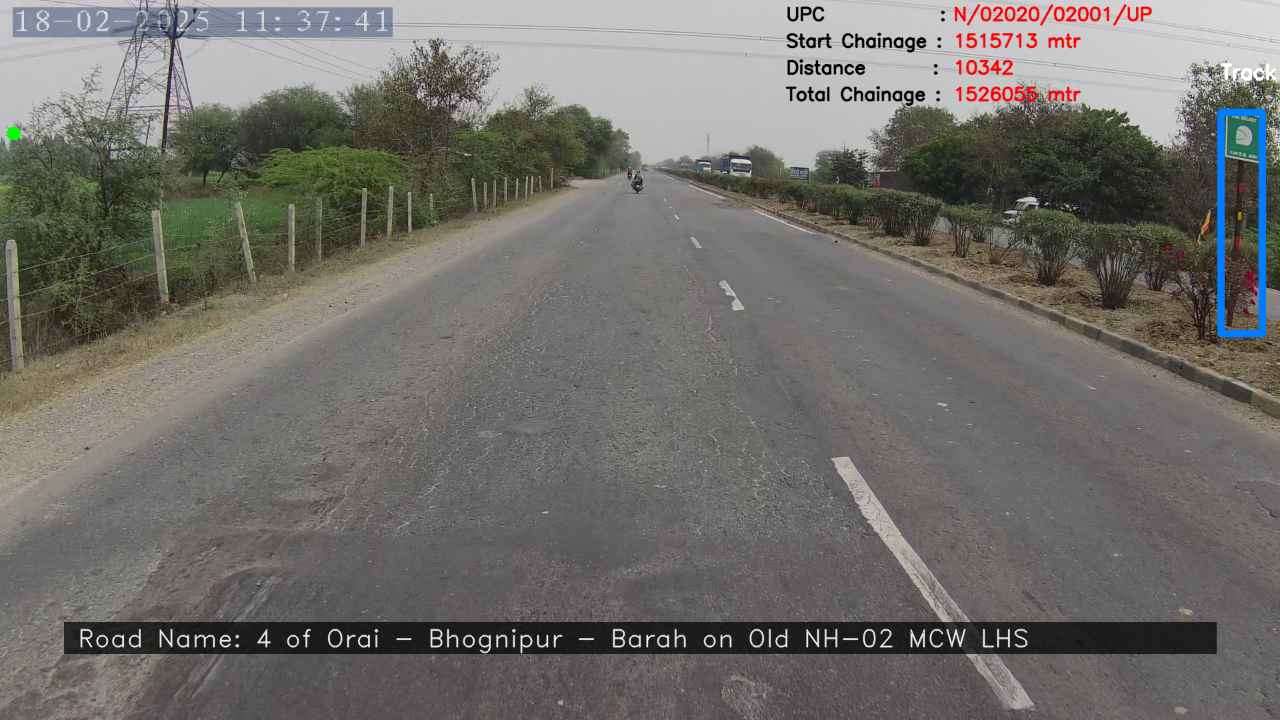 18-02-2025 11:37:41
UPC : N/02020/02001/UP
Start Chainage : 1515713 mtr
Distance : 10342
Total Chainage : 1526055 mtr
Track
Road Name: 4 of Orai - Bhognipur - Barah on Old NH-02 MCW LHS